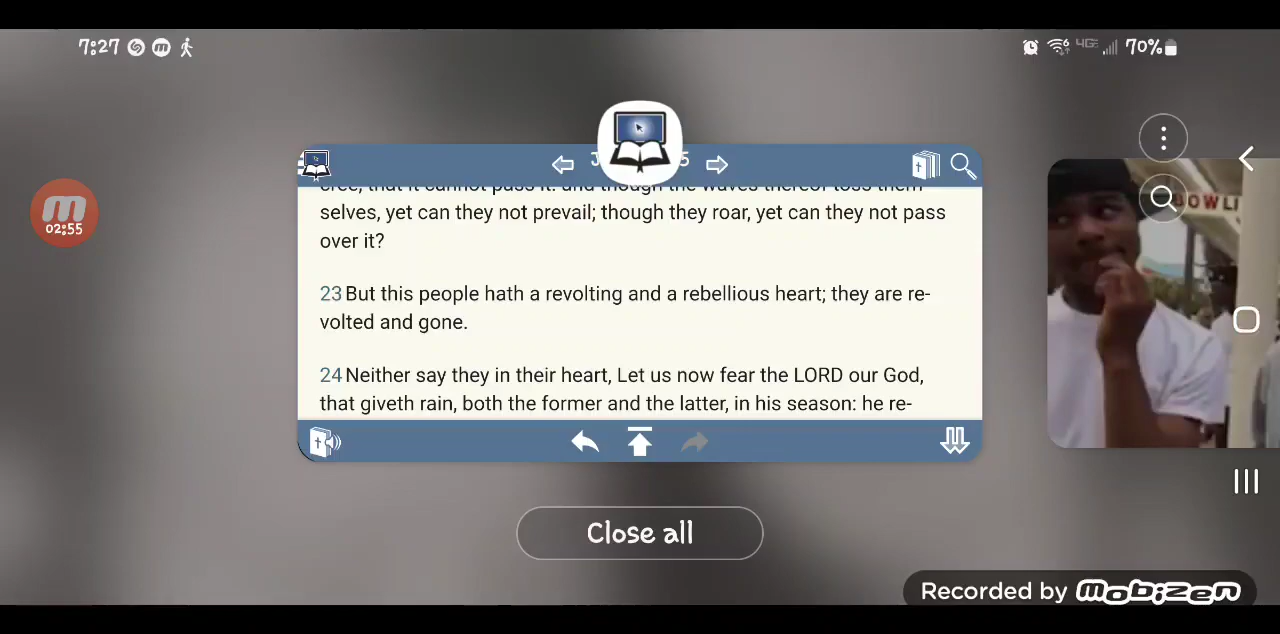 7:27
4GE 70%
02:55
selves, yet can they not prevail; though they roar, yet can they not pass
over it?
23 But this people hath a revolting and a rebellious heart; they are re-
volted and gone.
24 Neither say they in their heart, Let us now fear the LORD our God,
that giveth rain, both the former and the latter, in his season: he re-
BOWLI
Close all
Recorded by mobizen